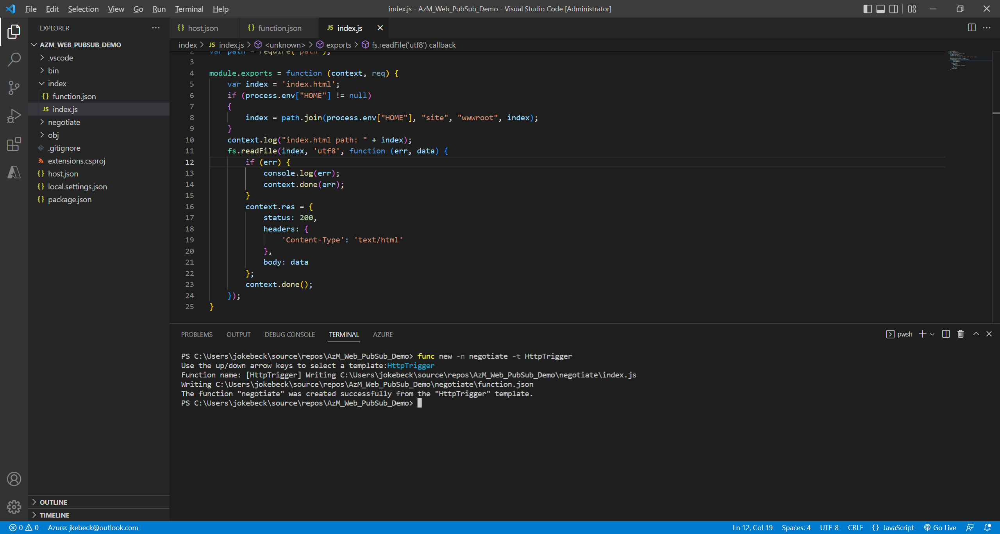 File Edit Selection View Go Run Terminal Help
index.js - AzM_Web_PubSub_Demo - Visual Studio Code [Administrator]
EXPLORER
AZM_WEB_PUBSUB_DEMO
.vscode
bin
index
{} function.json
JS index.js
negotiate
obj
.gitignore
extensions.csproj
{} host.json
{} local.settings.json
{} package.json
OUTLINE
TIMELINE
{} host.json
{} function.json
JS index.js
index > JS index.js > <unknown> > exports > fs.readFile('utf8') callback
2 var path = require('path');
3
4 module.exports = function (context, req) {
5 var index = 'index.html';
6 if (process.env["HOME"] != null)
7 {
8 index = path.join(process.env["HOME"], "site", "wwwroot", index);
9 }
10 context.log("index.html path: " + index);
11 fs.readFile(index, 'utf8', function (err, data) {
12 if (err) {
13 console.log(err);
14 context.done(err);
15 }
16 context.res = {
17 status: 200,
18 headers: {
19 'Content-Type': 'text/html'
20 },
21 body: data
22 };
23 context.done();
24 });
25 }
PROBLEMS OUTPUT DEBUG CONSOLE TERMINAL AZURE
pwsh
PS C:\Users\jokebeck\source\repos\AzM_Web_PubSub_Demo> func new -n negotiate -t HttpTrigger
Use the up/down arrow keys to select a template:HttpTrigger
Function name: [HttpTrigger] Writing C:\Users\jokebeck\source\repos\AzM_Web_PubSub_Demo\negotiate\index.js
Writing C:\Users\jokebeck\source\repos\AzM_Web_PubSub_Demo\negotiate\function.json
The function "negotiate" was created successfully from the "HttpTrigger" template.
PS C:\Users\jokebeck\source\repos\AzM_Web_PubSub_Demo>
0 0 Azure: jkebeck@outlook.com
Ln 12, Col 19 Spaces: 4 UTF-8 CRLF {} JavaScript Go Live